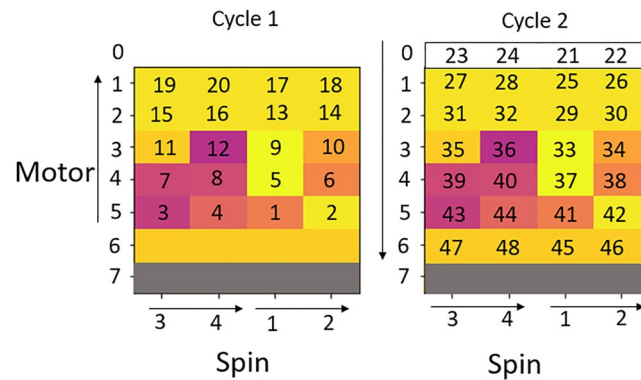 Cycle 1 Cycle 2
0 0 23 24 21 22
1 19 20 17 18 1 27 28 25 26
2 15 16 13 14 2 31 32 29 30
3 11 12 9 10 3 35 36 33 34
Motor 4 7 8 5 6 4 39 40 37 38
5 3 4 1 2 5 43 44 41 42
6 6 47 48 45 46
7 7
3 4 1 2 3 4 1 2
Spin Spin